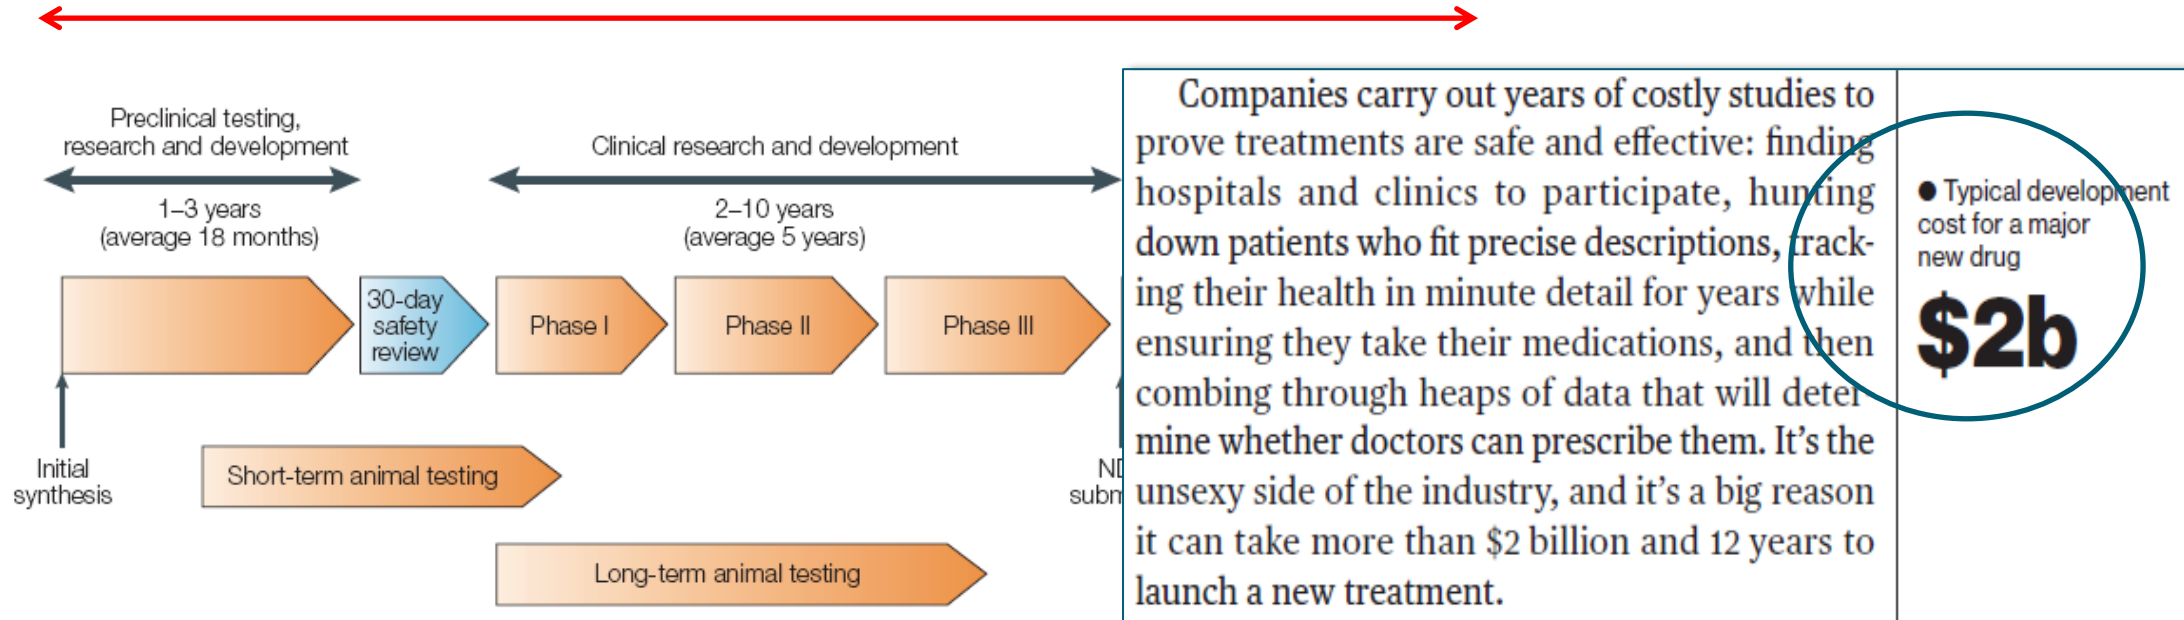 Preclinical testing,
research and development
1–3 years
(average 18 months)
Clinical research and development
2–10 years
(average 5 years)
30-day
safety
review
Phase I
Phase II
Phase III
Initial
synthesis
Short-term animal testing
Long-term animal testing
Companies carry out years of costly studies to
prove treatments are safe and effective: finding
hospitals and clinics to participate, hunting
down patients who fit precise descriptions, track-
ing their health in minute detail for years while
ensuring they take their medications, and then
combing through heaps of data that will deter-
mine whether doctors can prescribe them. It’s the
unsexy side of the industry, and it’s a big reason
it can take more than $2 billion and 12 years to
launch a new treatment.
● Typical development
cost for a major
new drug
$2b